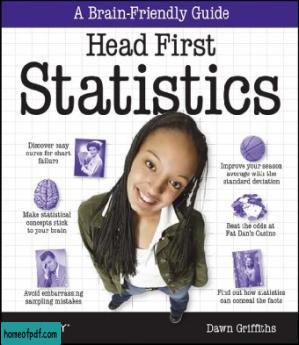 A Brain-Friendly Guide
Head First
Statistics
Discover easy
cures for chart
failure
Improve your season
average with the
standard deviation
Make statistical
concepts stick
to your brain
Beat the odds at
Fat Dan's Casino
Avoid embarrassing
sampling mistakes
Find out how statistics
can conceal the facts
homeofpdf.com
Dawn Griffiths